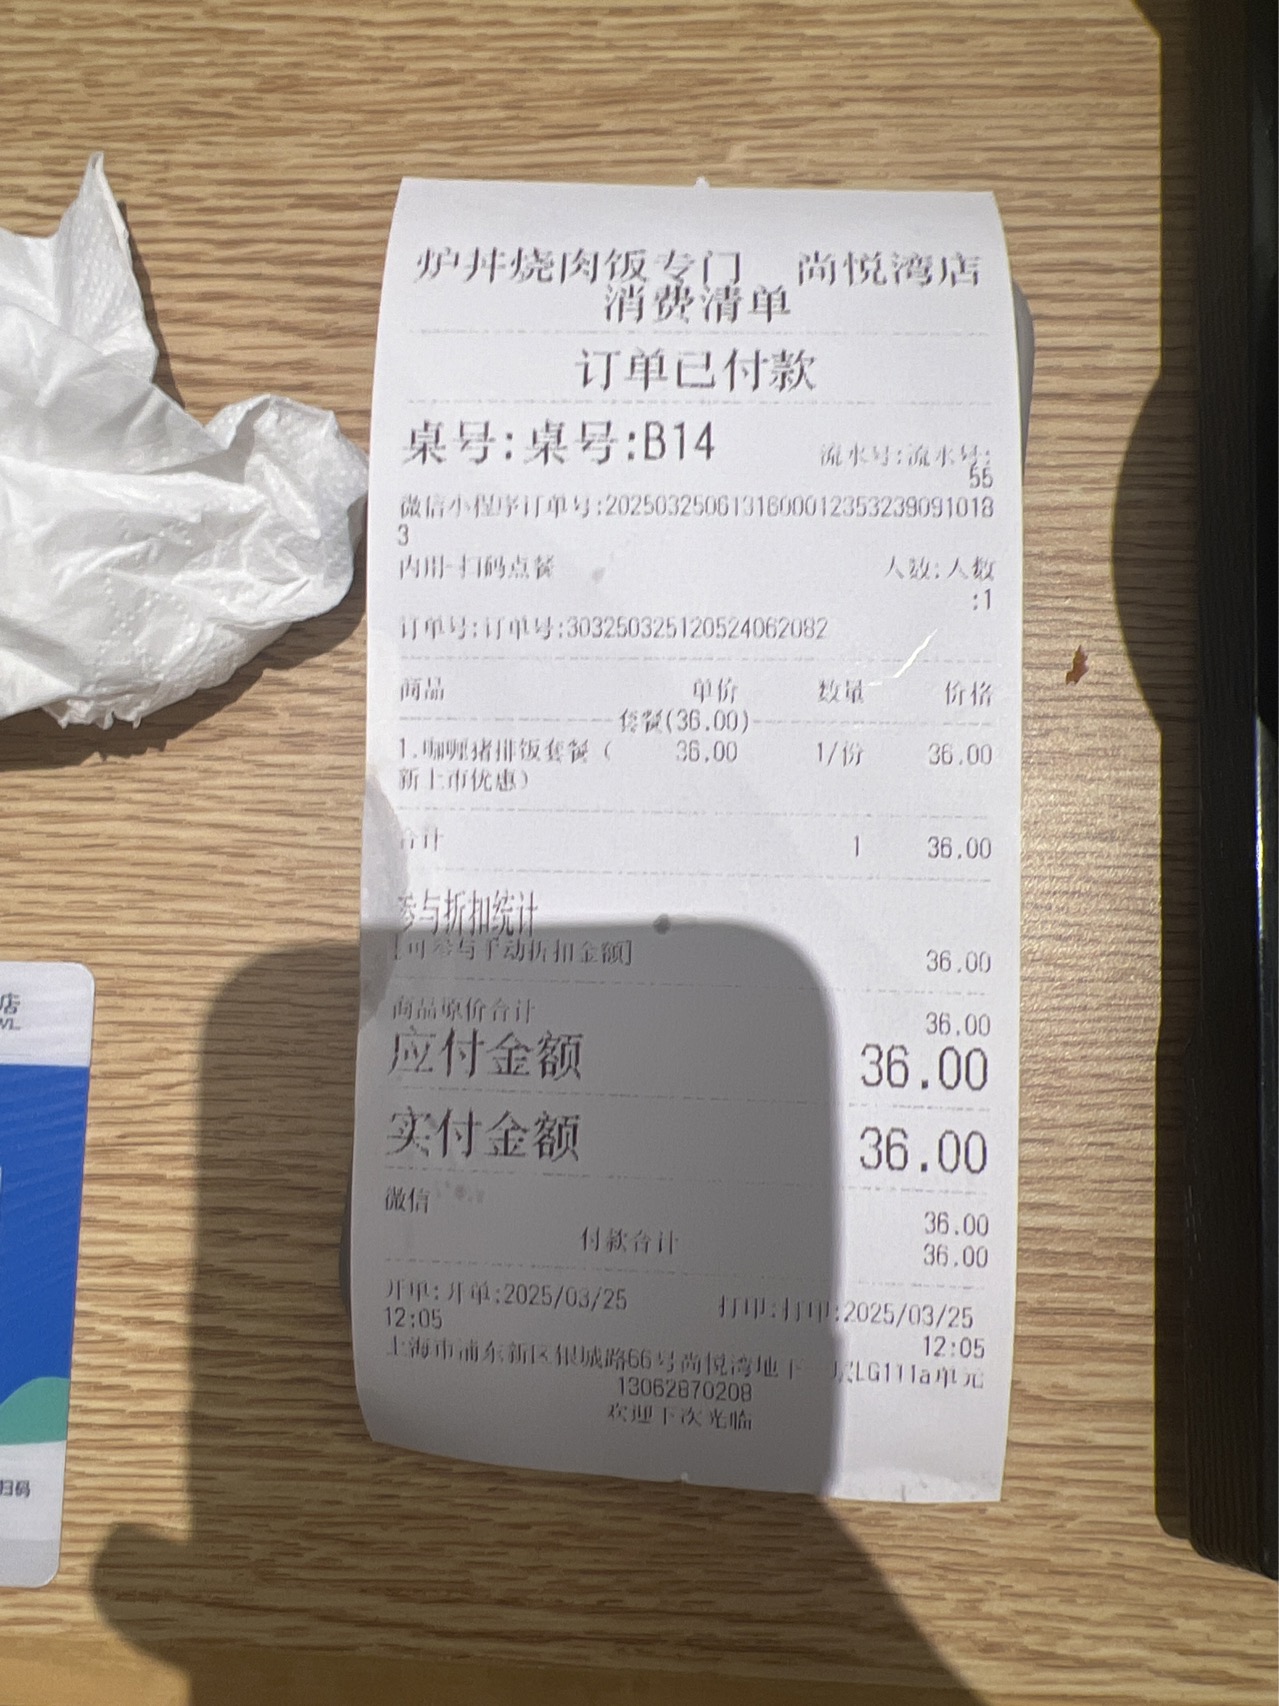 炉丼烧肉饭专门 尚悦湾店
消费清单
订单已付款
桌号:桌号:B14
流水号:流水号:
55
微信小程序订单号:2025032506131600012353239091018
3
内用-扫码点餐 人数:人数
:1
订单号:订单号:303250325120524062082
商品 单价 数量 价格
套餐(36.00)
1.咖喱猪排饭套餐( 36.00 1/份 36.00
新上市优惠)
合计 1 36.00
参与折扣统计
[可参与手动折扣金额] 36.00
商品原价合计 36.00
应付金额 36.00
实付金额 36.00
微信 36.00
付款合计 36.00
开单:开单:2025/03/25 打印:打印:2025/03/25
12:05 12:05
上海市浦东新区银城路66号尚悦湾地下一层LG111a单元
13062870208
欢迎下次光临
店
扫码